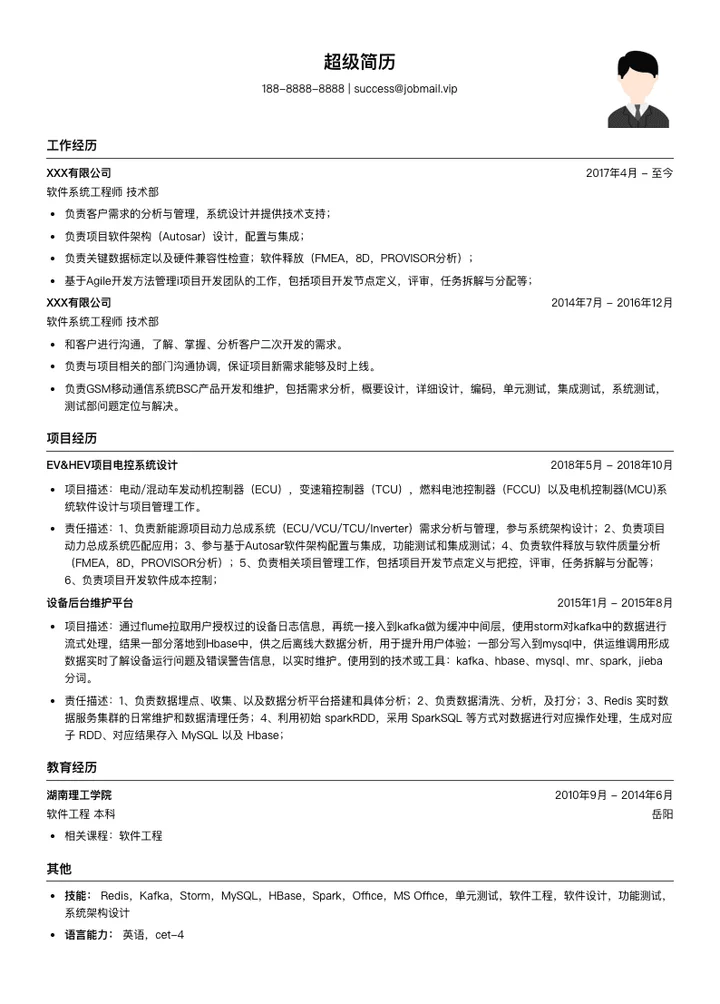 超级简历
188-8888-8888 | success@jobmail.vip
工作经历
XXX有限公司 2017年4月 – 至今
软件系统工程师 技术部
• 负责客户需求的分析与管理，系统设计并提供技术支持；
• 负责项目软件架构（Autosar）设计，配置与集成；
• 负责关键数据标定以及硬件兼容性检查；软件释放（FMEA，8D，PROVISOR分析）；
• 基于Agile开发方法管理i项目开发团队的工作，包括项目开发节点定义，评审，任务拆解与分配等；
XXX有限公司 2014年7月 – 2016年12月
软件系统工程师 技术部
• 和客户进行沟通，了解、掌握、分析客户二次开发的需求。
• 负责与项目相关的部门沟通协调，保证项目新需求能够及时上线。
• 负责GSM移动通信系统BSC产品开发和维护，包括需求分析，概要设计，详细设计，编码，单元测试，集成测试，系统测试，
测试部问题定位与解决。
项目经历
EV&HEV项目电控系统设计 2018年5月 – 2018年10月
• 项目描述：电动/混动车发动机控制器（ECU），变速箱控制器（TCU），燃料电池控制器（FCCU）以及电机控制器(MCU)系
统软件设计与项目管理工作。
• 责任描述：1、负责新能源项目动力总成系统（ECU/VCU/TCU/Inverter）需求分析与管理，参与系统架构设计；2、负责项目
动力总成系统匹配应用；3、参与基于Autosar软件架构配置与集成，功能测试和集成测试；4、负责软件释放与软件质量分析
（FMEA，8D，PROVISOR分析）；5、负责相关项目管理工作，包括项目开发节点定义与把控，评审，任务拆解与分配等；
6、负责项目开发软件成本控制；
设备后台维护平台 2015年1月 – 2015年8月
• 项目描述：通过flume拉取用户授权过的设备日志信息，再统一接入到kafka做为缓冲中间层，使用storm对kafka中的数据进行
流式处理，结果一部分落地到Hbase中，供之后离线大数据分析，用于提升用户体验；一部分写入到mysql中，供运维调用形成
数据实时了解设备运行问题及错误警告信息，以实时维护。使用到的技术或工具：kafka、hbase、mysql、mr、spark，jieba
分词。
• 责任描述：1、负责数据埋点、收集、以及数据分析平台搭建和具体分析；2、负责数据清洗、分析，及打分；3、Redis 实时数
据服务集群的日常维护和数据清理任务；4、利用初始 sparkRDD，采用 SparkSQL 等方式对数据进行对应操作处理，生成对应
子 RDD、对应结果存入 MySQL 以及 Hbase；
教育经历
湖南理工学院 2010年9月 – 2014年6月
软件工程 本科 岳阳
• 相关课程：软件工程
其他
• 技能： Redis，Kafka，Storm，MySQL，HBase，Spark，Office，MS Office，单元测试，软件工程，软件设计，功能测试，
系统架构设计
• 语言能力： 英语，cet-4